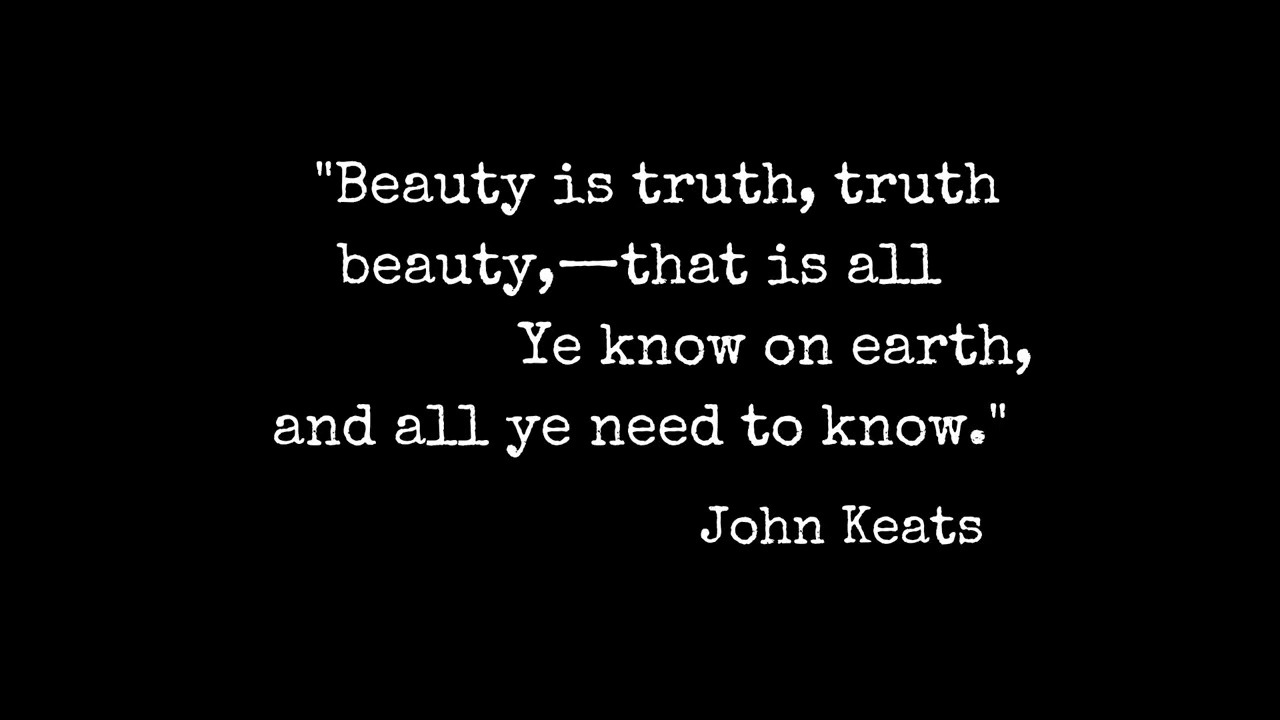 "Beauty is truth, truth
beauty,—that is all
Ye know on earth,
and all ye need to know."
John Keats